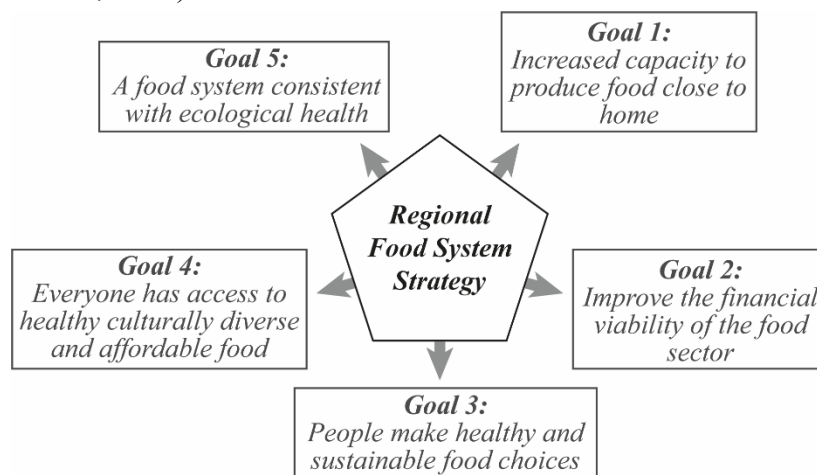 Goal 5:
A food system consistent
with ecological health
Goal 1:
Increased capacity to
produce food close to
home
Regional
Food System
Strategy
Goal 4:
Everyone has access to
healthy culturally diverse
and affordable food
Goal 2:
Improve the financial
viability of the food
sector
Goal 3:
People make healthy and
sustainable food choices